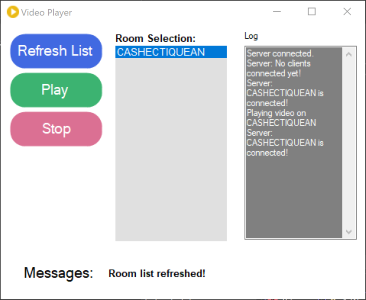 Video Player
Refresh List
Play
Stop
Room Selection:
CASHECTIQUEAN
Log
Server connected.
Server: No clients
connected yet!
Server:
CASHECTIQUEAN is
connected!
Playing video on
CASHECTIQUEAN
Server:
CASHECTIQUEAN is
connected!
Messages: Room list refreshed!